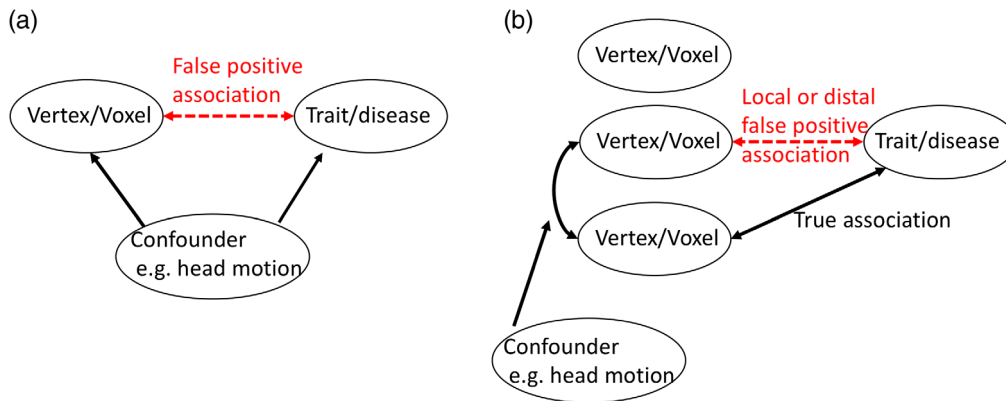 (a)
False positive
association
Vertex/Voxel
Trait/disease
Confounder
e.g. head motion
(b)
Vertex/Voxel
Vertex/Voxel
Local or distal
false positive
association
Trait/disease
Vertex/Voxel
True association
Confounder
e.g. head motion